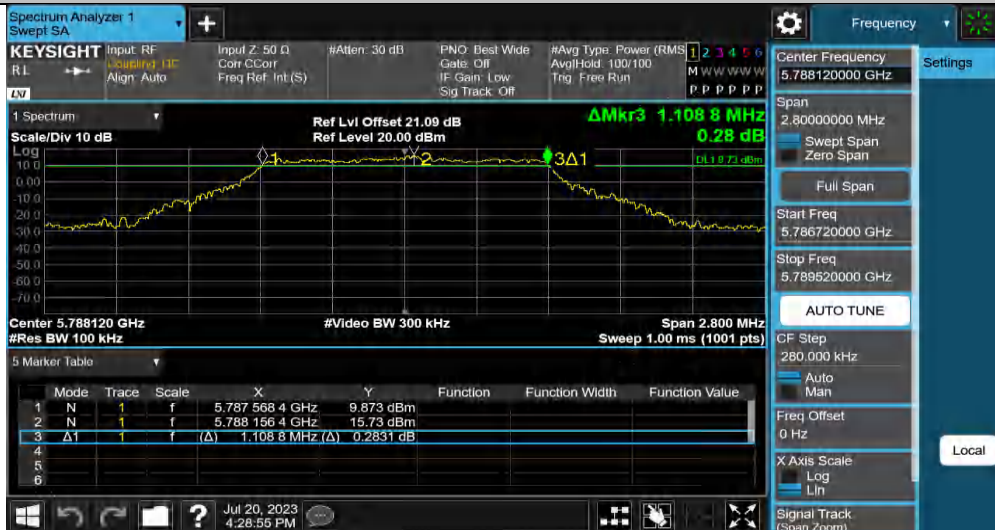 Spectrum Analyzer 1
Swept SA
Frequency
KEYSIGHT
RL
LXI
Input: RF
Coupling: DC
Align: Auto
Input Z: 50 Ω
Corr CCorr
Freq Ref: Int (S)
#Atten: 30 dB
PNO: Best Wide
Gate: Off
IF Gain: Low
Sig Track: Off
#Avg Type: Power (RMS
Avg|Hold: 100/100
Trig: Free Run
1 2 3 4 5 6
M W W W W W
P P P P P P
1 Spectrum
Scale/Div 10 dB
Log
Ref Lvl Offset 21.09 dB
Ref Level 20.00 dBm
ΔMkr3 1.108 8 MHz
0.28 dB
10.0
0.00
-10.0
-20.0
-30.0
-40.0
-50.0
-60.0
-70.0
1
2
3Δ1
DL1 9.73 dBm
Center 5.788120 GHz
#Res BW 100 kHz
#Video BW 300 kHz
Span 2.800 MHz
Sweep 1.00 ms (1001 pts)
5 Marker Table
Mode Trace Scale X Y Function Function Width Function Value
1 N 1 f 5.787 568 4 GHz 9.873 dBm
2 N 1 f 5.788 156 4 GHz 15.73 dBm
3 Δ1 1 f (Δ) 1.108 8 MHz (Δ) 0.2831 dB
4
5
6
Jul 20, 2023
4:28:55 PM
Center Frequency
5.788120000 GHz
Span
2.80000000 MHz
Swept Span
Zero Span
Full Span
Start Freq
5.786720000 GHz
Stop Freq
5.789520000 GHz
AUTO TUNE
CF Step
280.000 kHz
Auto
Man
Freq Offset
0 Hz
X Axis Scale
Log
Lin
Signal Track
(Span Zoom)
Settings
Local